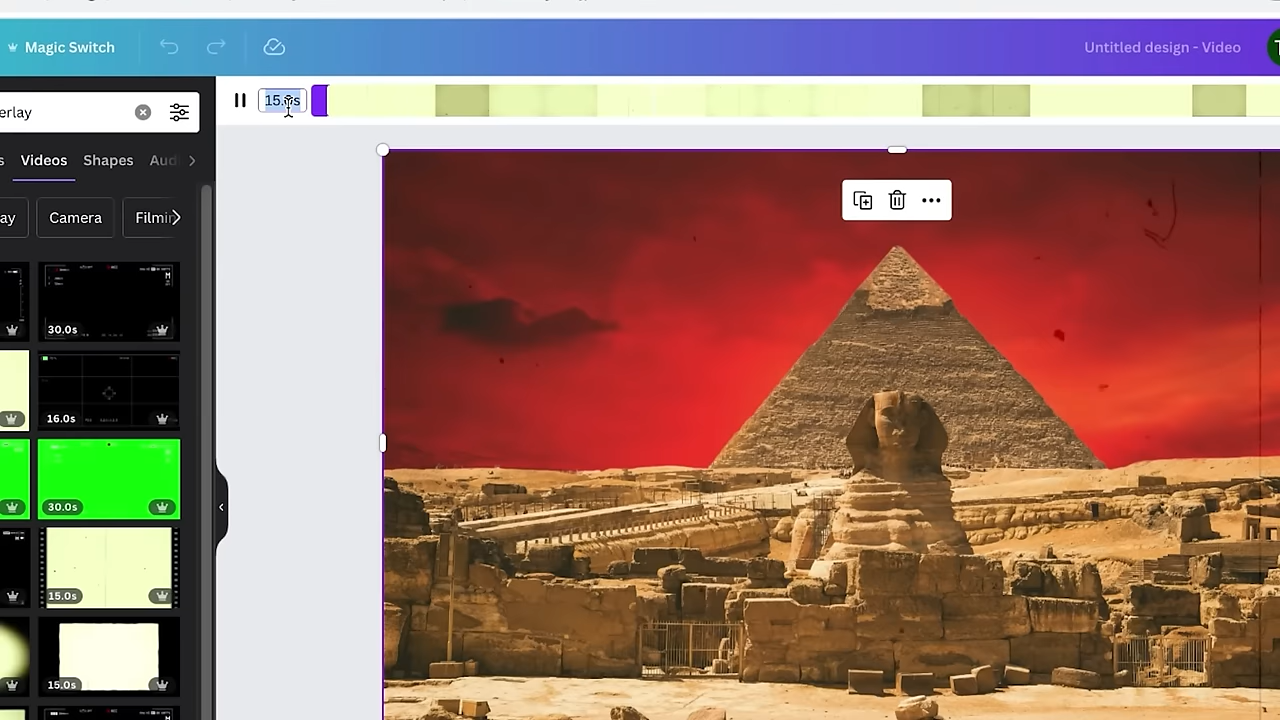 Magic Switch
Untitled design - Video
erlay
15.0s
s
Videos
Shapes
Aud
ay
Camera
Filmin
30.0s
16.0s
30.0s
15.0s
15.0s